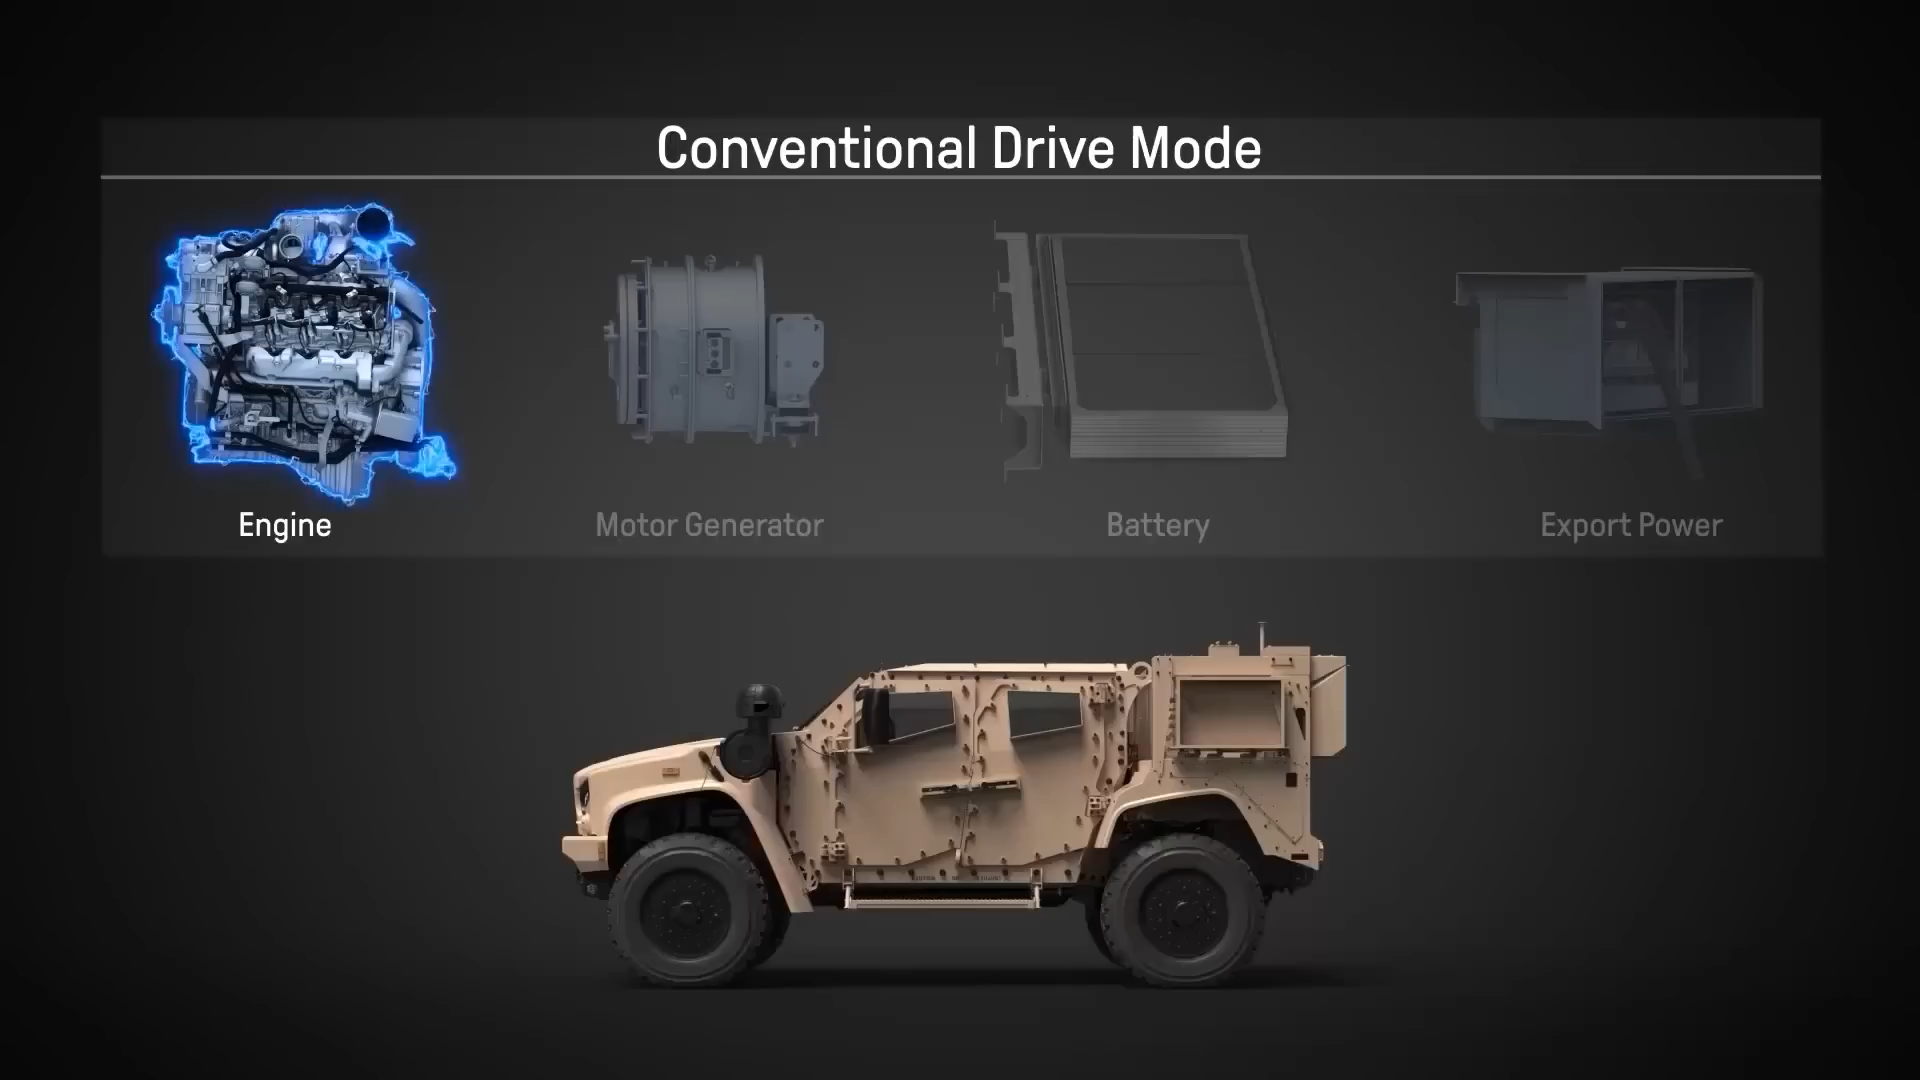 Conventional Drive Mode
Engine
Motor Generator
Battery
Export Power